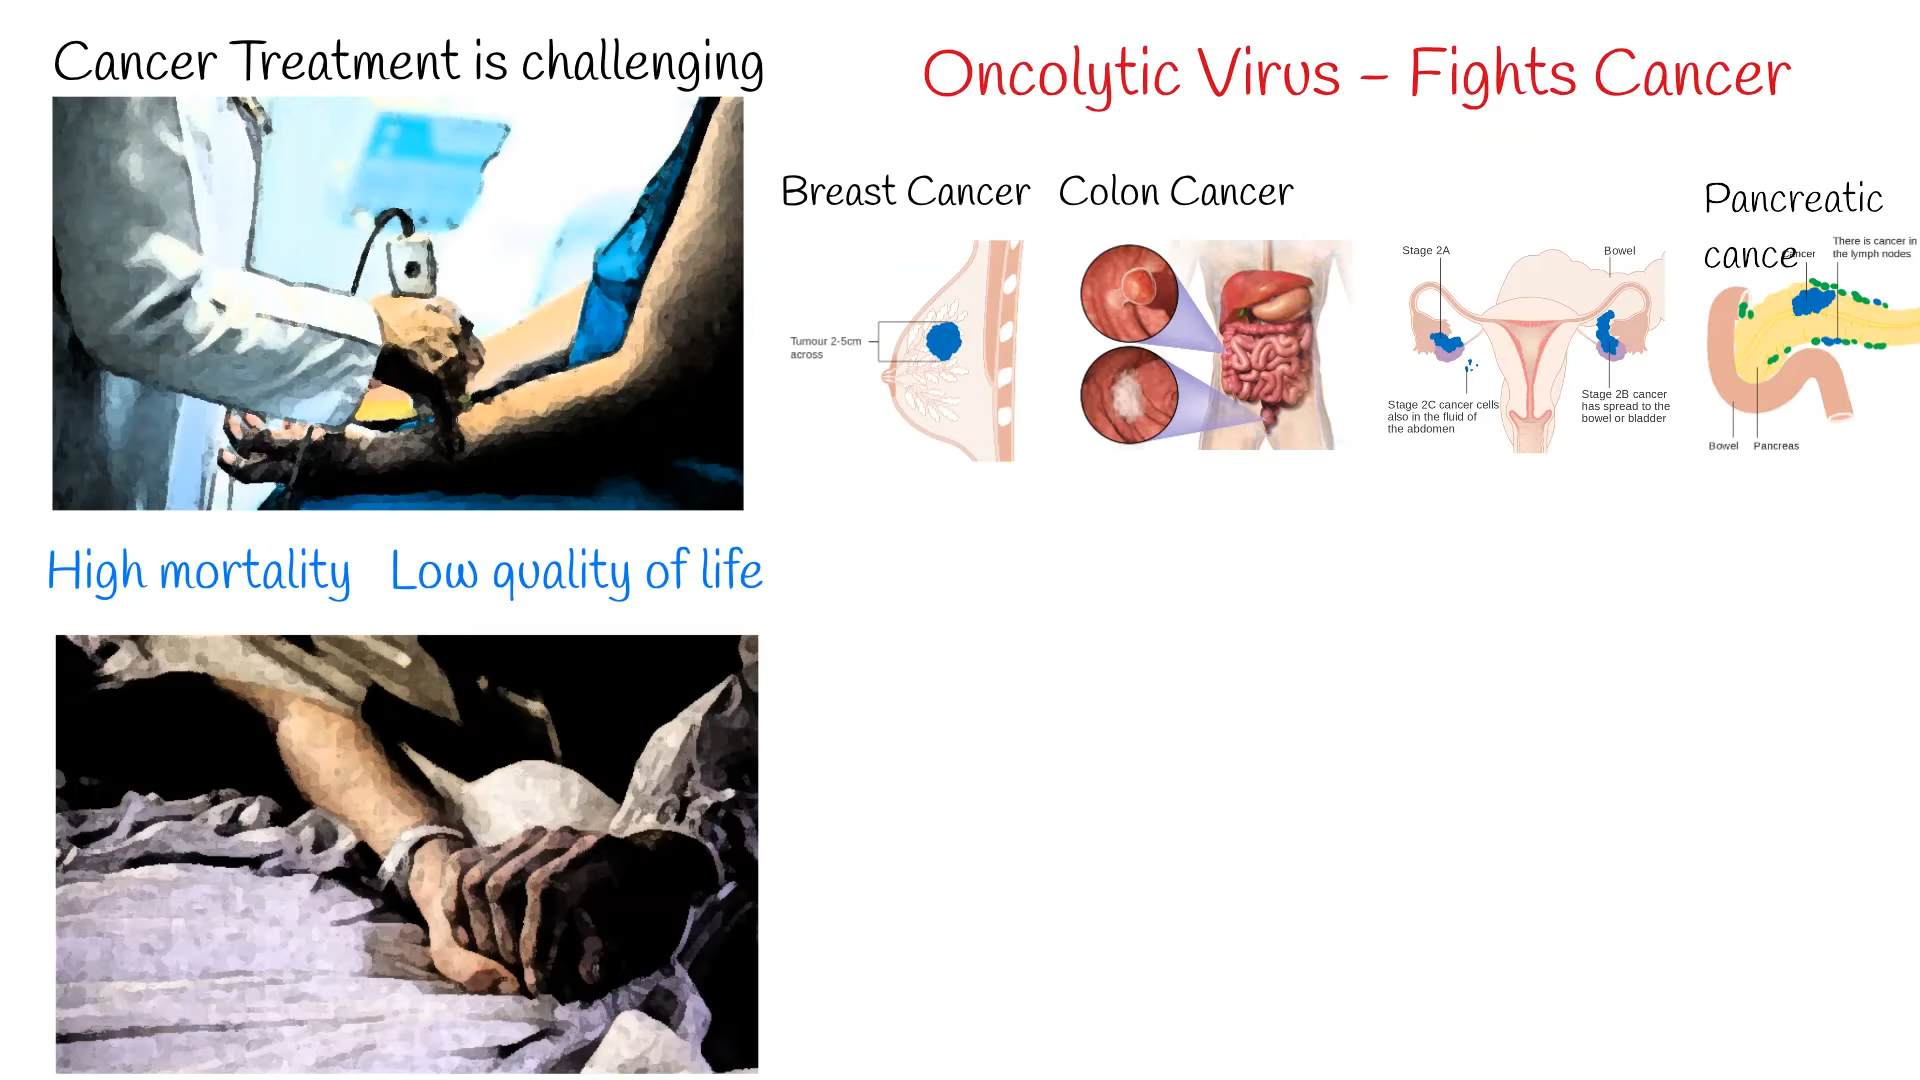 Cancer Treatment is challenging
Oncolytic Virus – Fights Cancer
Breast Cancer
Colon Cancer
Pancreatic
cance
Tumour 2-5cm
across
Stage 2A
Bowel
Stage 2C cancer cells
also in the fluid of
the abdomen
Stage 2B cancer
has spread to the
bowel or bladder
There is cancer in
the lymph nodes
Bowel
Pancreas
High mortality
Low quality of life